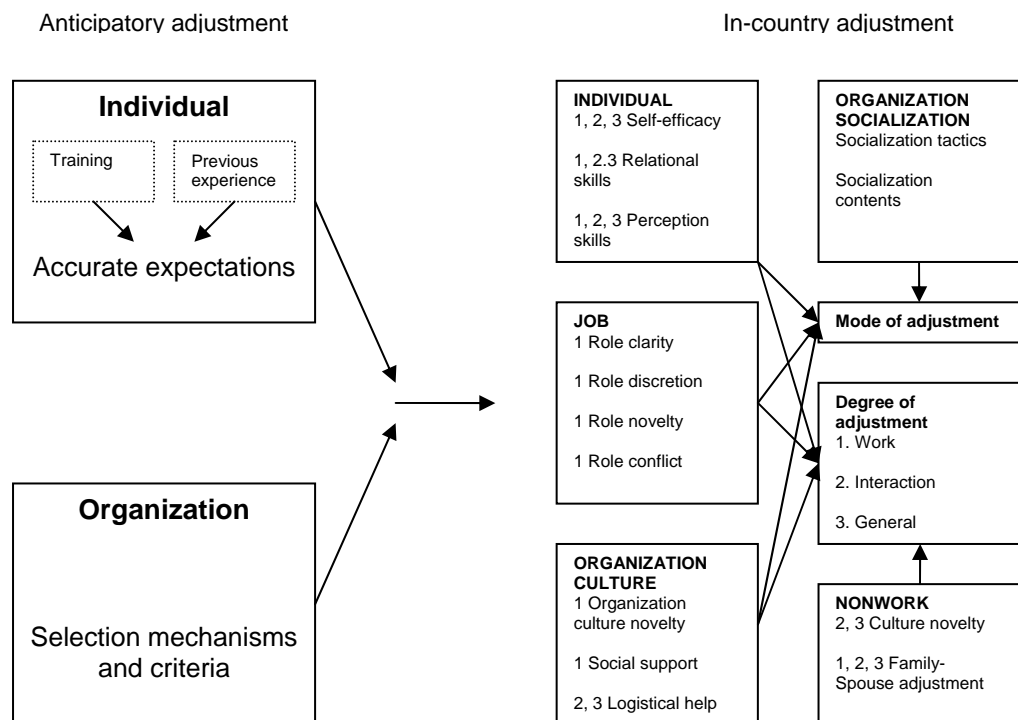 Anticipatory adjustment
In-country adjustment
Individual
Training
Previous
experience
Accurate expectations
Organization
Selection mechanisms
and criteria
INDIVIDUAL
1, 2, 3 Self-efficacy
1, 2.3 Relational
skills
1, 2, 3 Perception
skills
JOB
1 Role clarity
1 Role discretion
1 Role novelty
1 Role conflict
ORGANIZATION
CULTURE
1 Organization
culture novelty
1 Social support
2, 3 Logistical help
ORGANIZATION
SOCIALIZATION
Socialization tactics
Socialization
contents
Mode of adjustment
Degree of
adjustment
1. Work
2. Interaction
3. General
NONWORK
2, 3 Culture novelty
1, 2, 3 Family-
Spouse adjustment